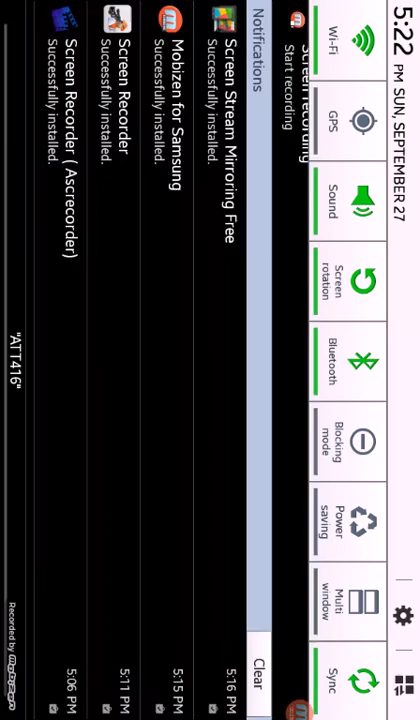 5:22 PM SUN, SEPTEMBER 27
Wi-Fi
GPS
Sound
Screen
rotation
Bluetooth
Blocking
mode
Power
saving
Multi
window
Sync
Screen recording
Start recording
Notifications
Clear
Screen Stream Mirroring Free
5:16 PM
Successfully installed.
Mobizen for Samsung
5:15 PM
Successfully installed.
Screen Recorder
5:11 PM
Successfully installed.
Screen Recorder ( Ascrecorder)
5:06 PM
Successfully installed.
"ATT416"
Recorded by Mobizen